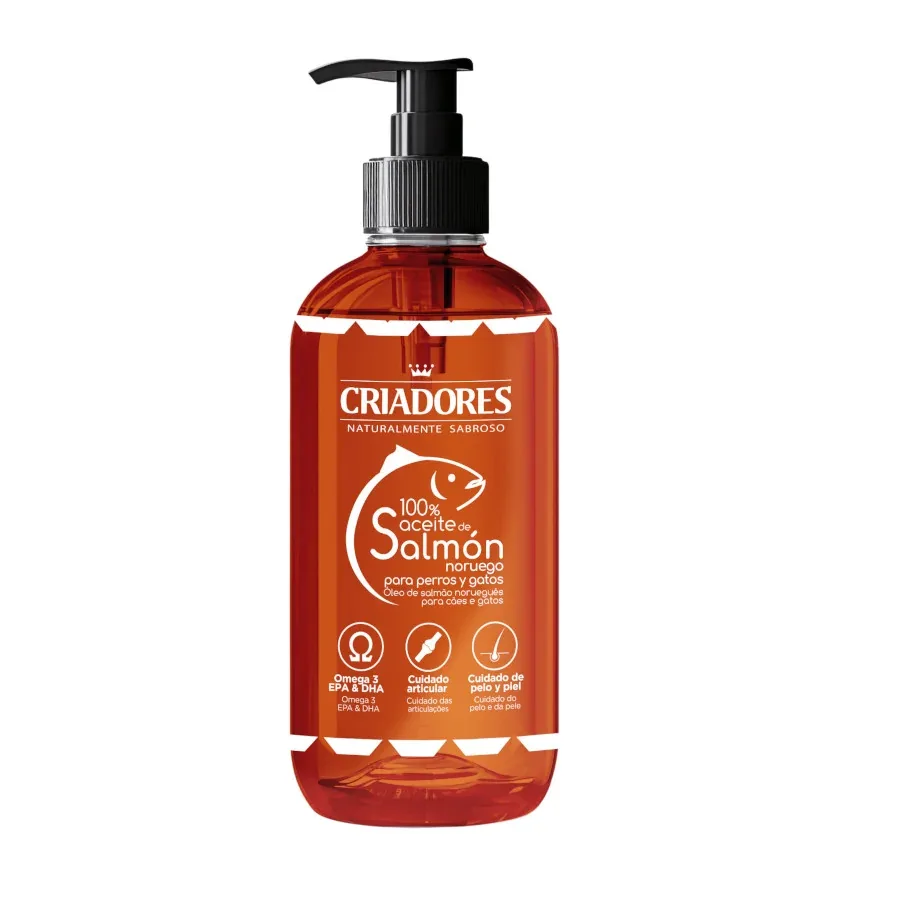 CRIADORES
NATURALMENTE SABROSO
100%
aceite de
Salmón
noruego
para perros y gatos
Óleo de salmão norueguês
para cães e gatos
Omega 3
EPA & DHA
Omega 3
EPA & DHA
Cuidado
articular
Cuidado das
articulações
Cuidado de
pelo y piel
Cuidado do
pelo e da pele